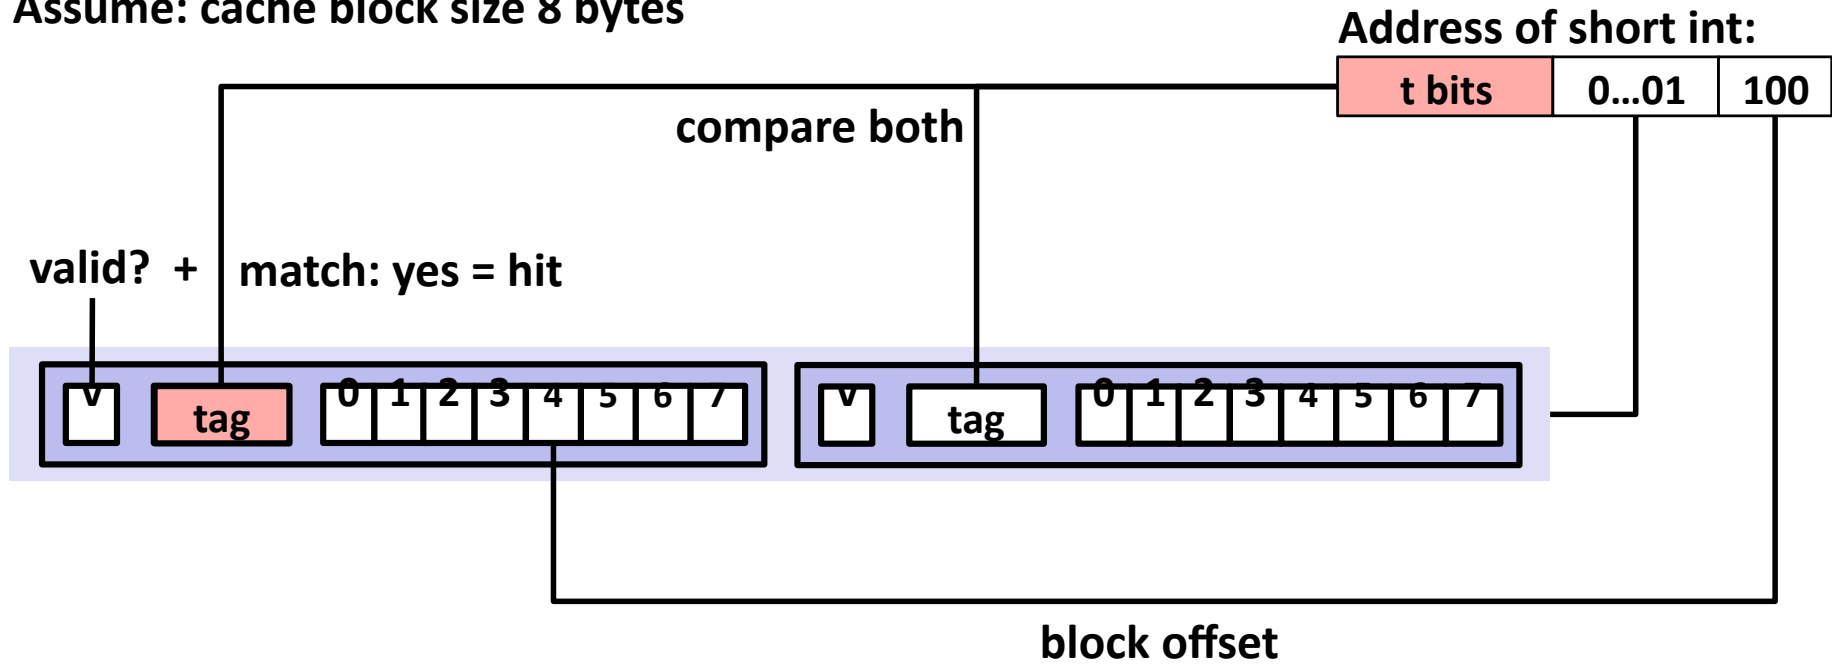 Assume: cache block size 8 bytes
Address of short int:
t bits 0...01 100
compare both
valid? + match: yes = hit
v tag 0 1 2 3 4 5 6 7 v tag 0 1 2 3 4 5 6 7
block offset